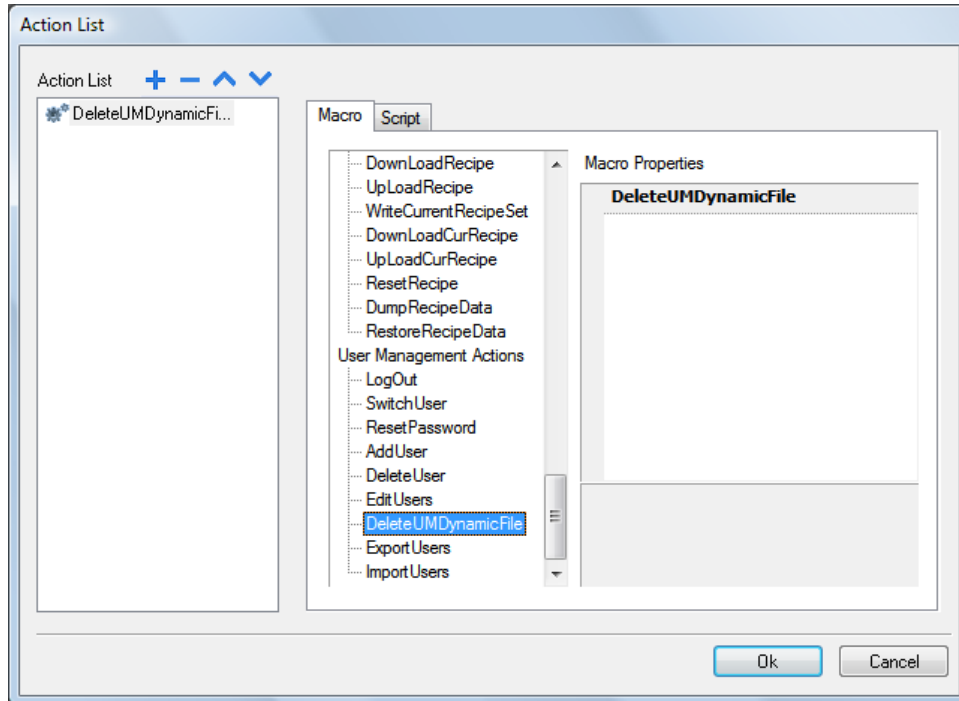 Action List
Action List
DeleteUMDynamicFi...
Macro
Script
DownLoadRecipe
UpLoadRecipe
WriteCurrentRecipeSet
DownLoadCurRecipe
UpLoadCurRecipe
ResetRecipe
DumpRecipeData
RestoreRecipeData
User Management Actions
LogOut
SwitchUser
ResetPassword
AddUser
DeleteUser
EditUsers
DeleteUMDynamicFile
ExportUsers
ImportUsers
Macro Properties
DeleteUMDynamicFile
Ok
Cancel